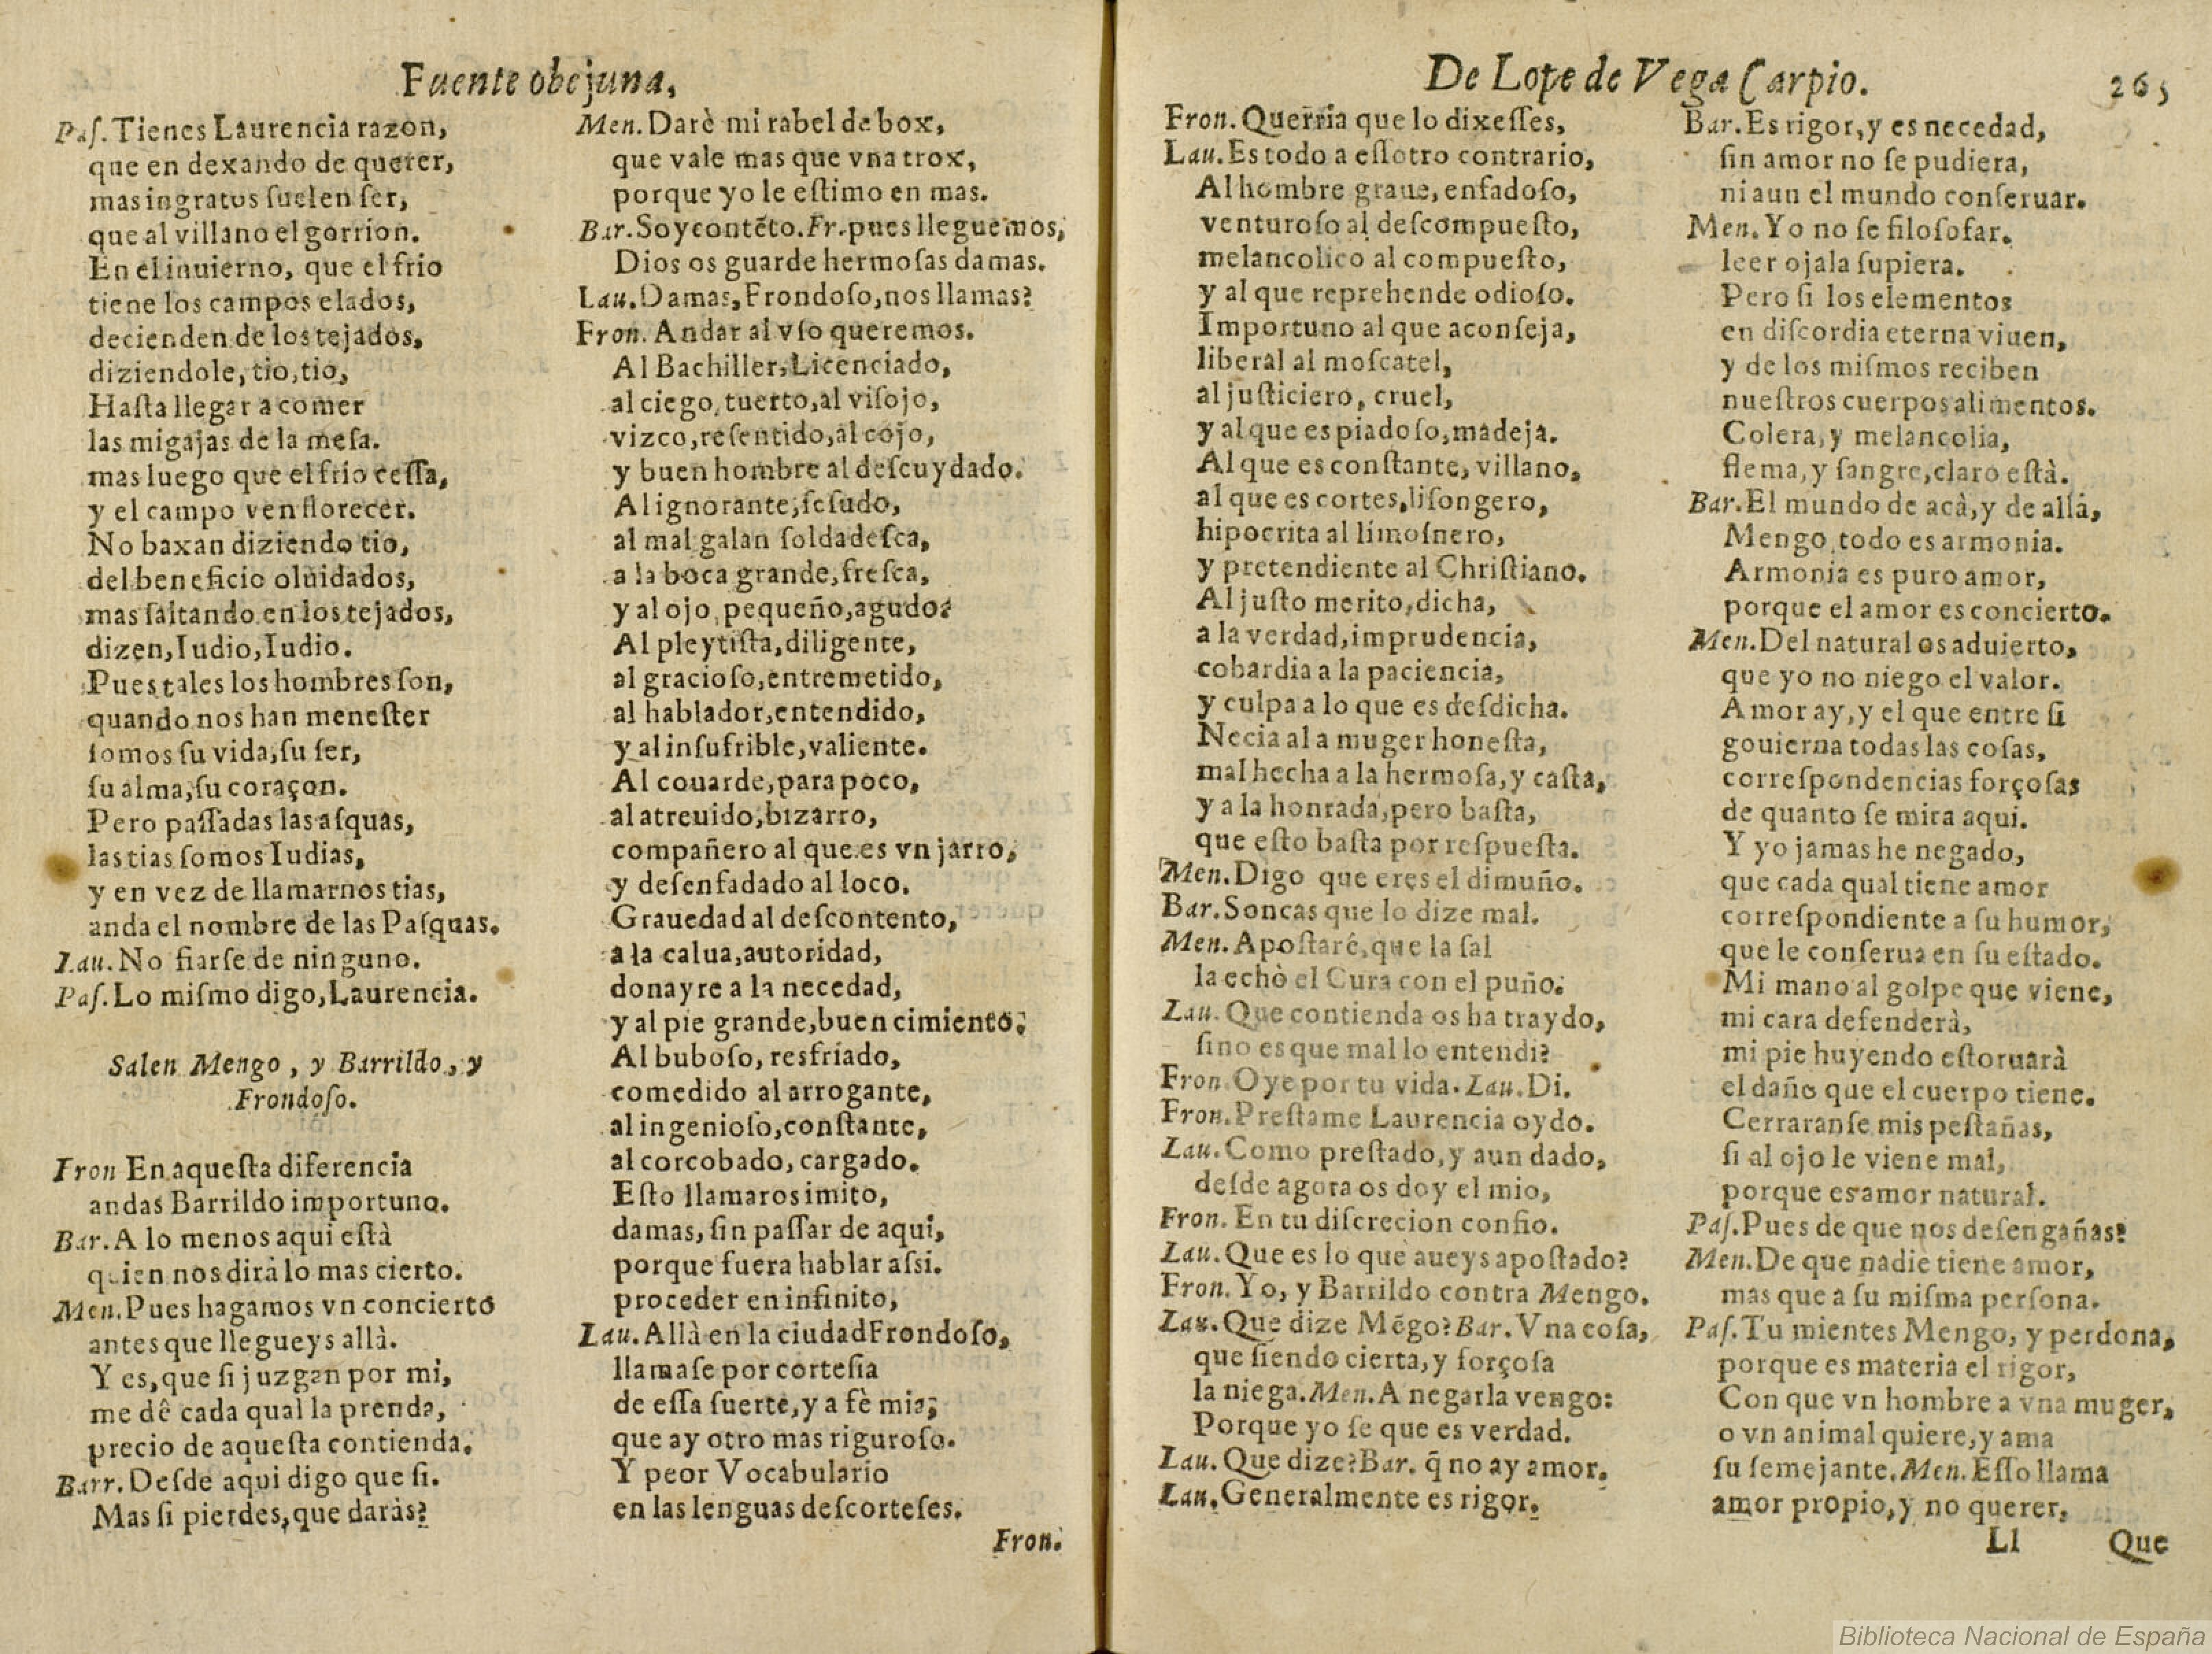 Fuente obejuna,
Pas. Tienes Laurencia razon,
que en dexando de querer,
mas ingratos suelen ser,
que al villano el gorrion.
En el inuierno, que el frio
tiene los campos elados,
decienden de los tejados,
diziendole, tio, tio,
Hasta llegar a comer
las migajas de la mesa.
mas luego que el frio cessa,
y el campo ven florecer.
No baxan diziendo tio,
del beneficio oluidados,
mas saltando en los tejados,
dizen, Iudio, Iudio.
Pues tales los hombres son,
quando nos han menester
somos su vida, su ser,
su alma, su coraçon.
Pero passadas las asquas,
las tias somos Iudias,
y en vez de llamarnos tias,
anda el nombre de las Pasquas.
Lau. No fiarse de ninguno.
Pas. Lo mismo digo, Laurencia.
Salen Mengo, y Barrildo, y
Frondoso.
Fron En aquesta diferencia
andas Barrildo importuno.
Bar. A lo menos aqui està
quien nos dirà lo mas cierto.
Men. Pues hagamos vn concierto
antes que llegueys allà.
Y es, que si juzgan por mi,
me dê cada qual la prenda,
precio de aquesta contienda.
Barr. Desde aqui digo que si.
Mas si pierdes, que daràs?
Men. Darè mi rabel de box,
que vale mas que vna trox,
porque yo le estimo en mas.
Bar. Soy contẽto. Fr. pues lleguemos,
Dios os guarde hermosas damas.
Lau. Damas, Frondoso, nos llamas?
Fron. Andar al vso queremos.
Al Bachiller, Licenciado,
al ciego, tuerto, al visojo,
vizco, resentido, al cojo,
y buen hombre al descuydado.
Al ignorante, sesudo,
al mal galan soldadesca,
a la boca grande, fresca,
y al ojo, pequeño, agudo:
Al pleytista, diligente,
al gracioso, entremetido,
al hablador, entendido,
y al insufrible, valiente.
Al couarde, para poco,
al atreuido, bizarro,
compañero al que es vn jarro,
y desenfadado al loco.
Grauedad al descontento,
a la calua, autoridad,
donayre a la necedad,
y al pie grande, buen cimiento.
Al buboso, resfriado,
comedido al arrogante,
al ingenioso, constante,
al corcobado, cargado.
Esto llamaros imito,
damas, sin passar de aqui,
porque fuera hablar assi.
proceder en infinito,
Lau. Allà en la ciudad Frondoso,
llamase por cortesia
de essa suerte, y a fè mia;
que ay otro mas riguroso.
Y peor Vocabulario
en las lenguas descorteses.
Fron.
De Lope de Vega Carpio.
265
Fron. Querria que lo dixesses,
Lau. Es todo a essotro contrario,
Al hombre graue, enfadoso,
venturoso al descompuesto,
melancolico al compuesto,
y al que reprehende odioso.
Importuno al que aconseja,
liberal al moscatel,
al justiciero, cruel,
y al que es piadoso, madeja.
Al que es constante, villano,
al que es cortes, lisongero,
hipocrita al limosnero,
y pretendiente al Christiano.
Al justo merito, dicha,
a la verdad, imprudencia,
cobardia a la paciencia,
y culpa a lo que es desdicha.
Necia al a muger honesta,
mal hecha a la hermosa, y casta,
y a la honrada, pero basta,
que esto basta por respuesta.
Men. Digo que eres el dimuño.
Bar. Soncas que lo dize mal.
Men. Apostarè, que la sal
la echò el Cura con el puño.
Lau. Que contienda os ha traydo,
sino es que mal lo entendi?
Fron. Oye por tu vida. Lau. Di.
Fron. Prestame Laurencia oydo.
Lau. Como prestado, y aun dado,
desde agora os doy el mio,
Fron. En tu discrecion confio.
Lau. Que es lo que aueys apostado?
Fron. Yo, y Barrildo contra Mengo.
Lau. Que dize Mẽgo? Bar. Vna cosa,
que siendo cierta, y forçosa
la niega. Men. A negarla vengo:
Porque yo se que es verdad.
Lau. Que dize? Bar. q̃ no ay amor.
Lau. Generalmente es rigor.
Bar. Es rigor, y es necedad,
sin amor no se pudiera,
ni aun el mundo conseruar.
Men. Yo no se filosofar.
leer ojala supiera.
Pero si los elementos
en discordia eterna viuen,
y de los mismos reciben
nuestros cuerpos alimentos.
Colera, y melancolia,
flema, y sangre, claro està.
Bar. El mundo de acà, y de allà,
Mengo, todo es armonia.
Armonia es puro amor,
porque el amor es concierto.
Men. Del natural os aduierto,
que yo no niego el valor.
Amor ay, y el que entre si
gouierna todas las cosas,
correspondencias forçosas
de quanto se mira aqui.
Y yo jamas he negado,
que cada qual tiene amor
correspondiente a su humor,
que le conserua en su estado.
Mi mano al golpe que viene,
mi cara defenderà,
mi pie huyendo estoruarà
el daño que el cuerpo tiene.
Cerraranse mis pestañas,
si al ojo le viene mal,
porque es amor natural.
Pas. Pues de que nos desengañas?
Men. De que nadie tiene amor,
mas que a su misma persona.
Pas. Tu mientes Mengo, y perdona,
porque es materia el rigor,
Con que vn hombre a vna muger,
o vn animal quiere, y ama
su semejante. Men. Esso llama
amor propio, y no querer,
Ll
Que
Biblioteca Nacional de España